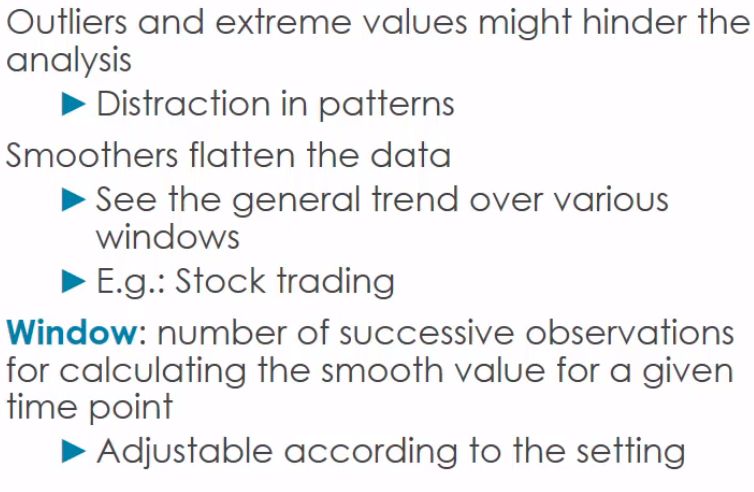 Outliers and extreme values might hinder the
analysis
► Distraction in patterns
Smoothers flatten the data
► See the general trend over various
windows
► E.g.: Stock trading
Window: number of successive observations
for calculating the smooth value for a given
time point
► Adjustable according to the setting